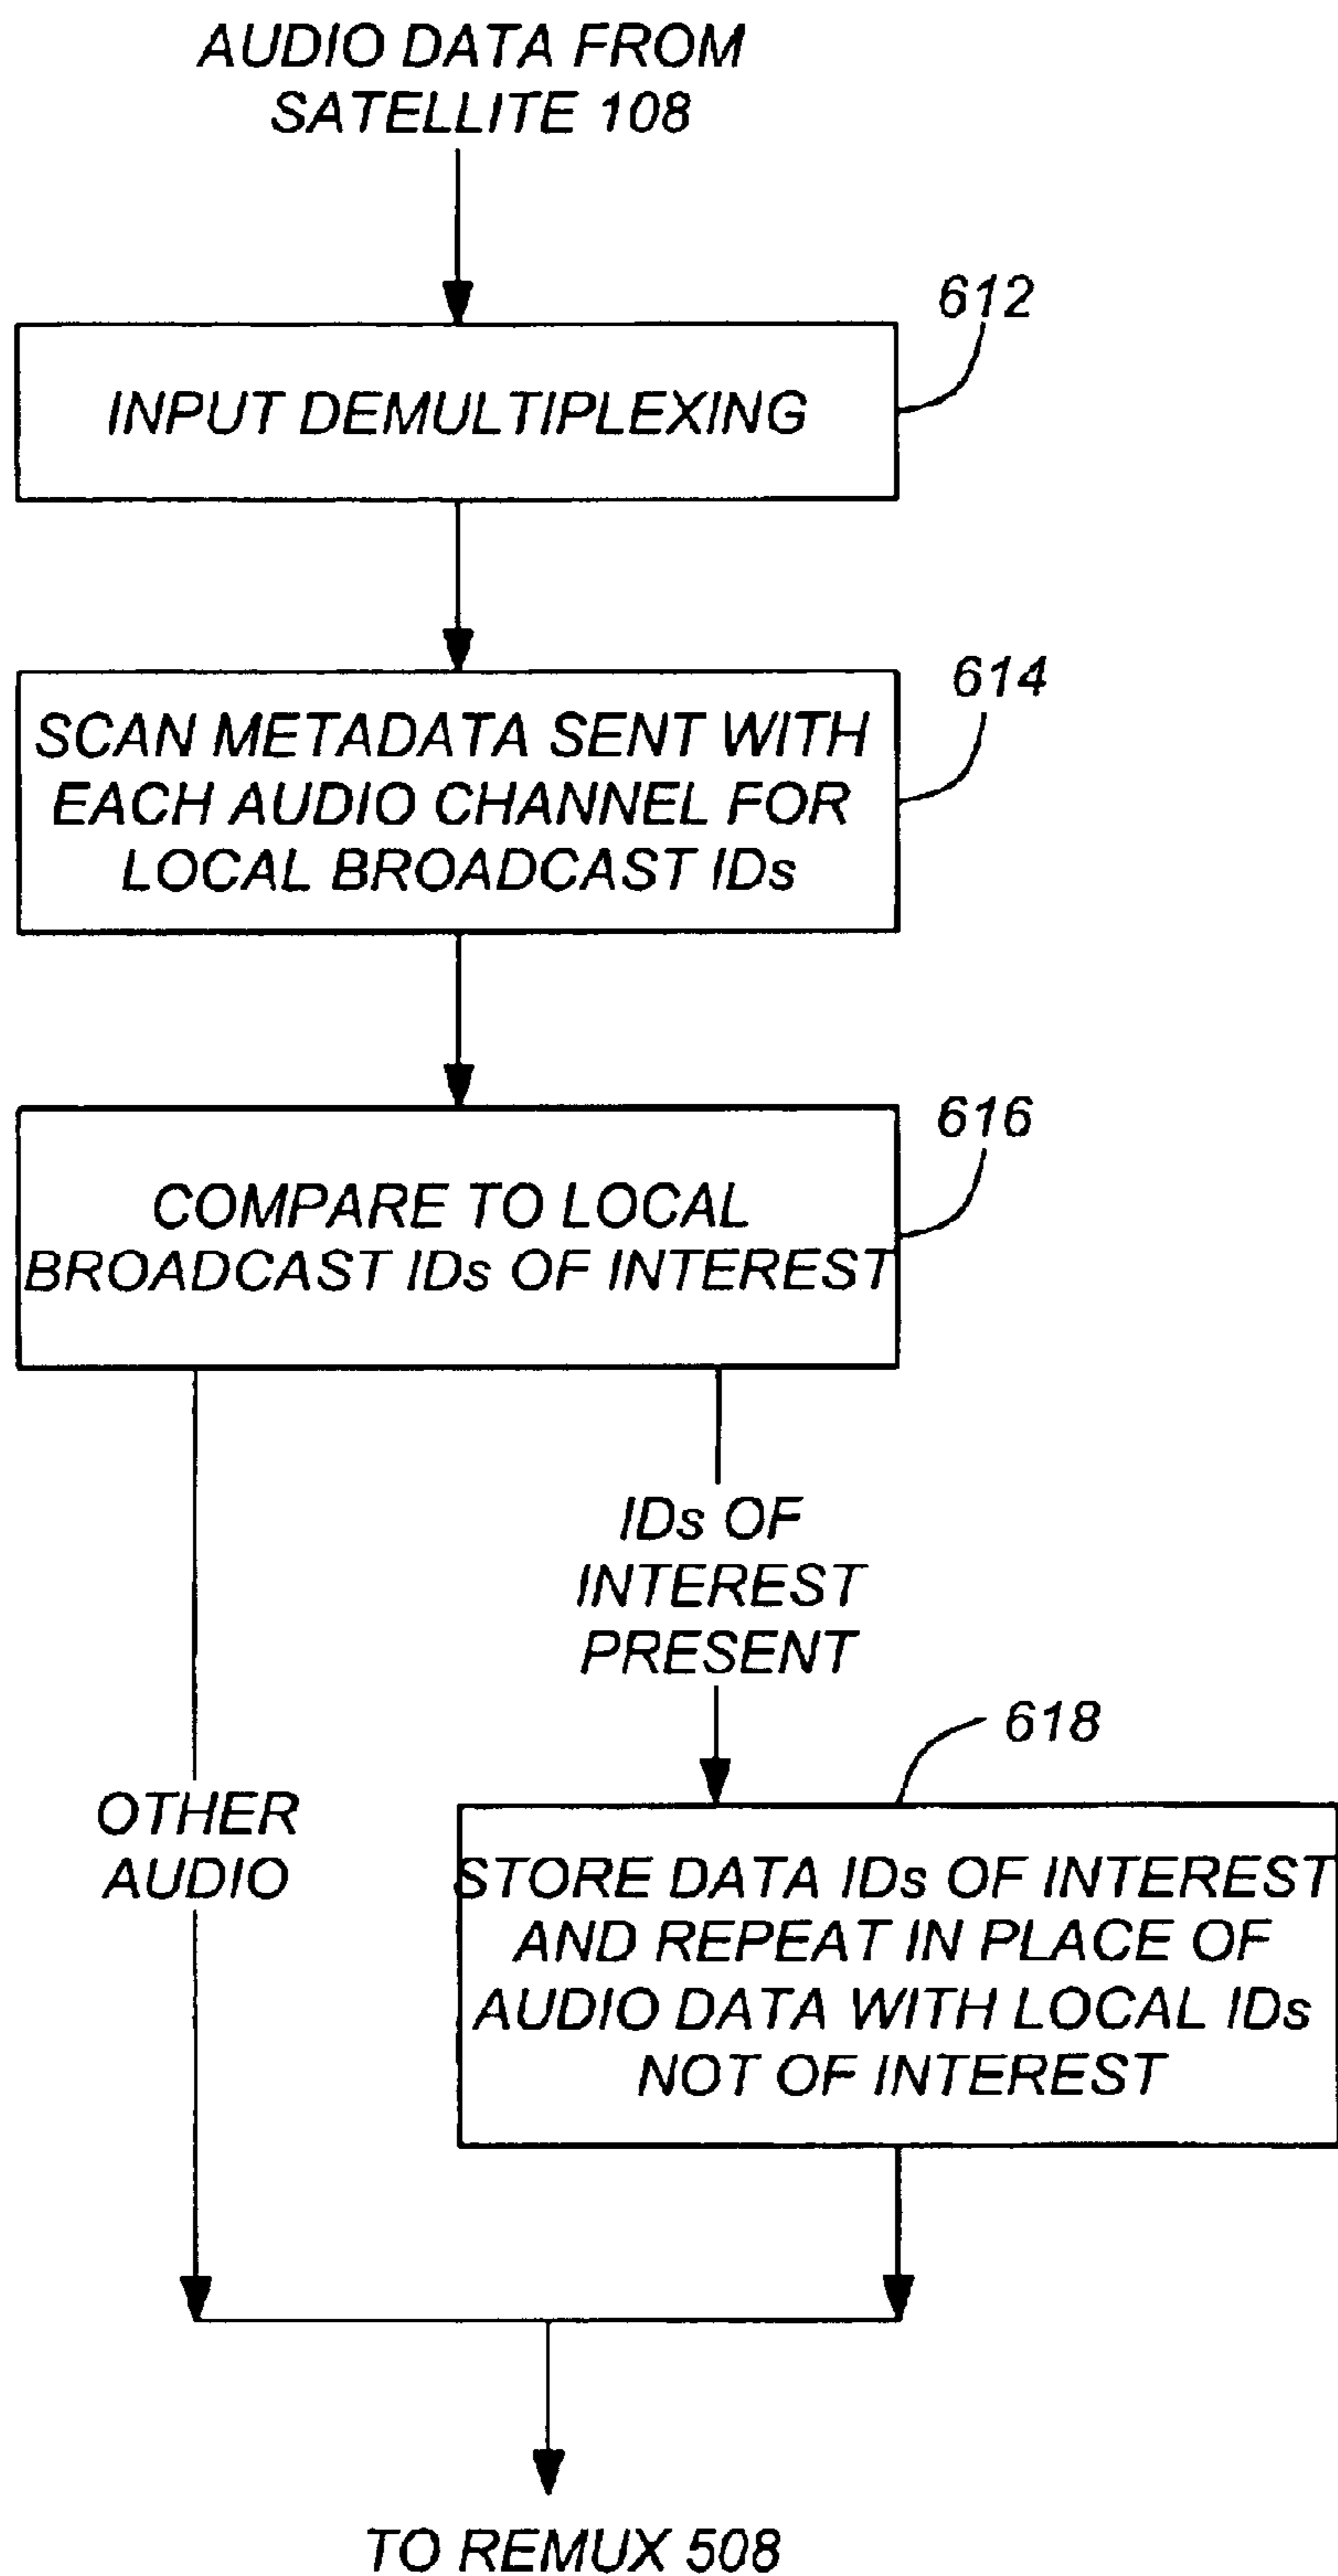 AUDIO DATA FROM
SATELLITE 108
612
INPUT DEMULTIPLEXING
614
SCAN METADATA SENT WITH
EACH AUDIO CHANNEL FOR
LOCAL BROADCAST IDs
616
COMPARE TO LOCAL
BROADCAST IDs OF INTEREST
IDs OF
INTEREST
PRESENT
618
OTHER
AUDIO
STORE DATA IDs OF INTEREST
AND REPEAT IN PLACE OF
AUDIO DATA WITH LOCAL IDs
NOT OF INTEREST
TO REMUX 508